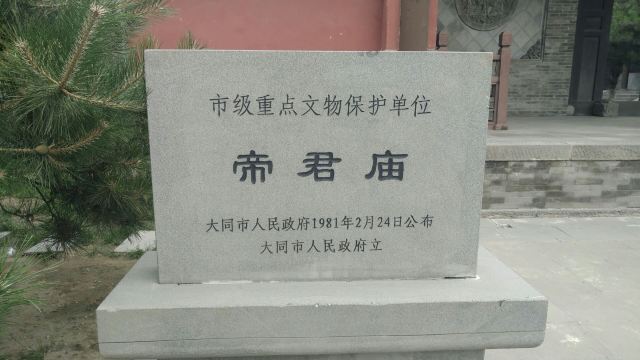 市级重点文物保护单位
帝君庙
大同市人民政府1981年2月24日公布
大同市人民政府立